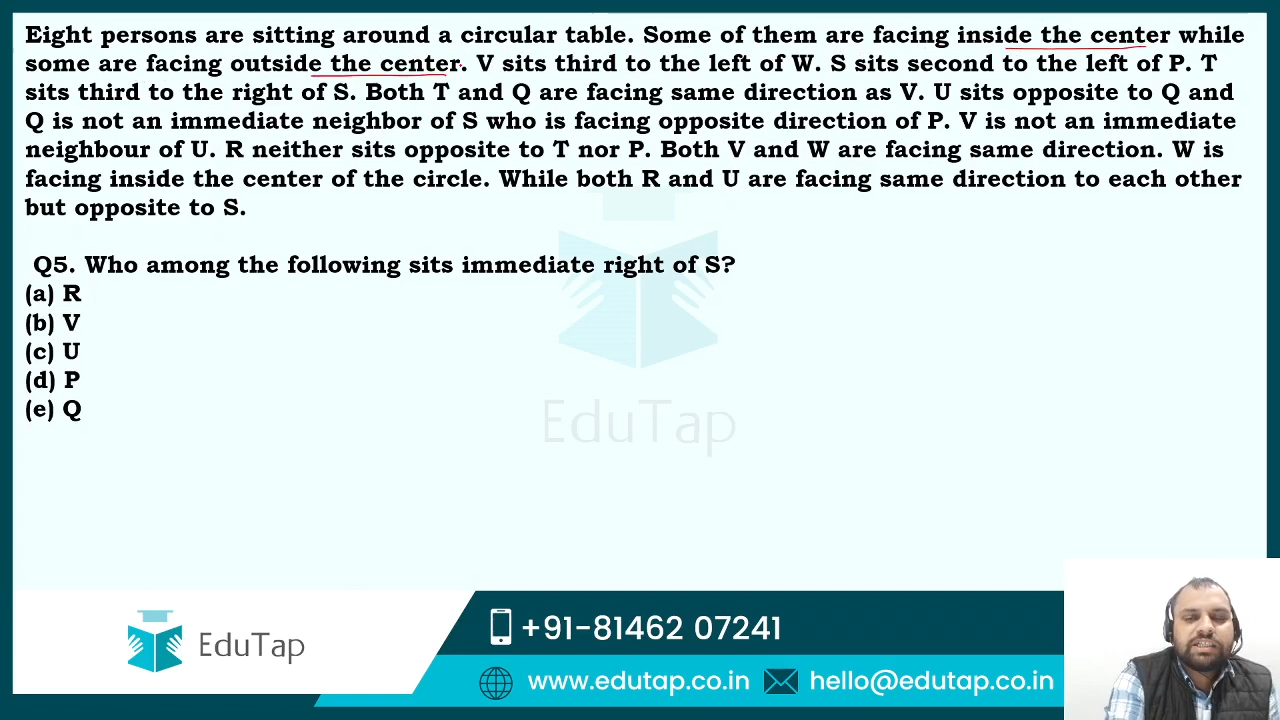 Eight persons are sitting around a circular table. Some of them are facing inside the center while
some are facing outside the center. V sits third to the left of W. S sits second to the left of P. T
sits third to the right of S. Both T and Q are facing same direction as V. U sits opposite to Q and
Q is not an immediate neighbor of S who is facing opposite direction of P. V is not an immediate
neighbour of U. R neither sits opposite to T nor P. Both V and W are facing same direction. W is
facing inside the center of the circle. While both R and U are facing same direction to each other
but opposite to S.
Q5. Who among the following sits immediate right of S?
(a) R
(b) V
(c) U
(d) P
(e) Q
EduTap
EduTap
+91-81462 07241
www.edutap.co.in
hello@edutap.co.in